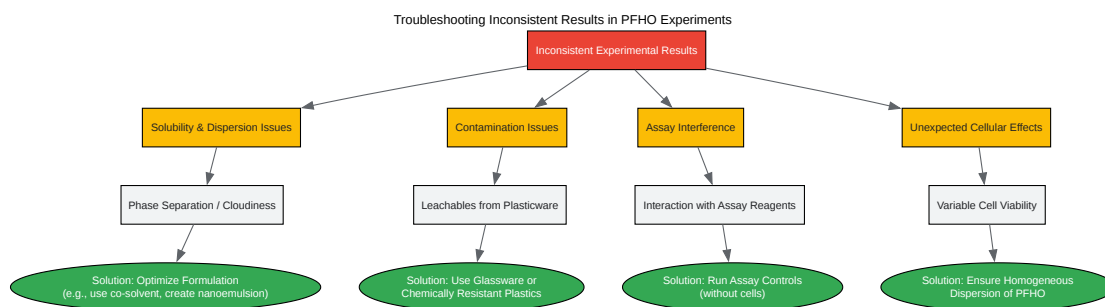 Troubleshooting Inconsistent Results in PFHO Experiments
Inconsistent Experimental Results
Solubility & Dispersion Issues
Contamination Issues
Assay Interference
Unexpected Cellular Effects
Phase Separation / Cloudiness
Leachables from Plasticware
Interaction with Assay Reagents
Variable Cell Viability
Solution: Optimize Formulation
(e.g., use co-solvent, create nanoemulsion)
Solution: Use Glassware or
Chemically Resistant Plastics
Solution: Run Assay Controls
(without cells)
Solution: Ensure Homogeneous
Dispersion of PFHO